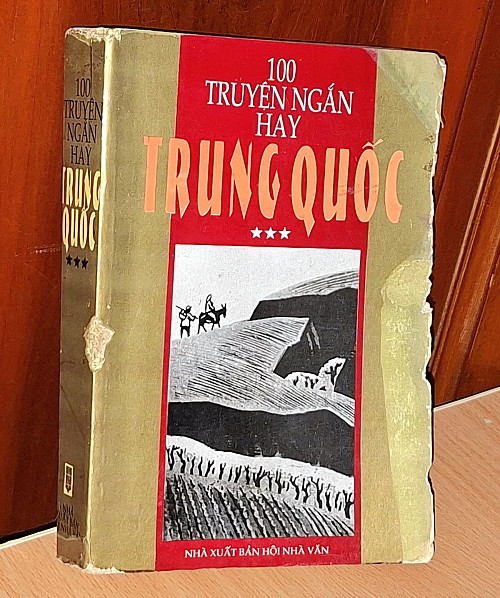 100
TRUYỆN NGẮN
HAY
TRUNG QUỐC
★★★
NHÀ XUẤT BẢN HỘI NHÀ VĂN
100
TRUYỆN
NGẮN
HAY
TRUNG
QUỐC
★★★